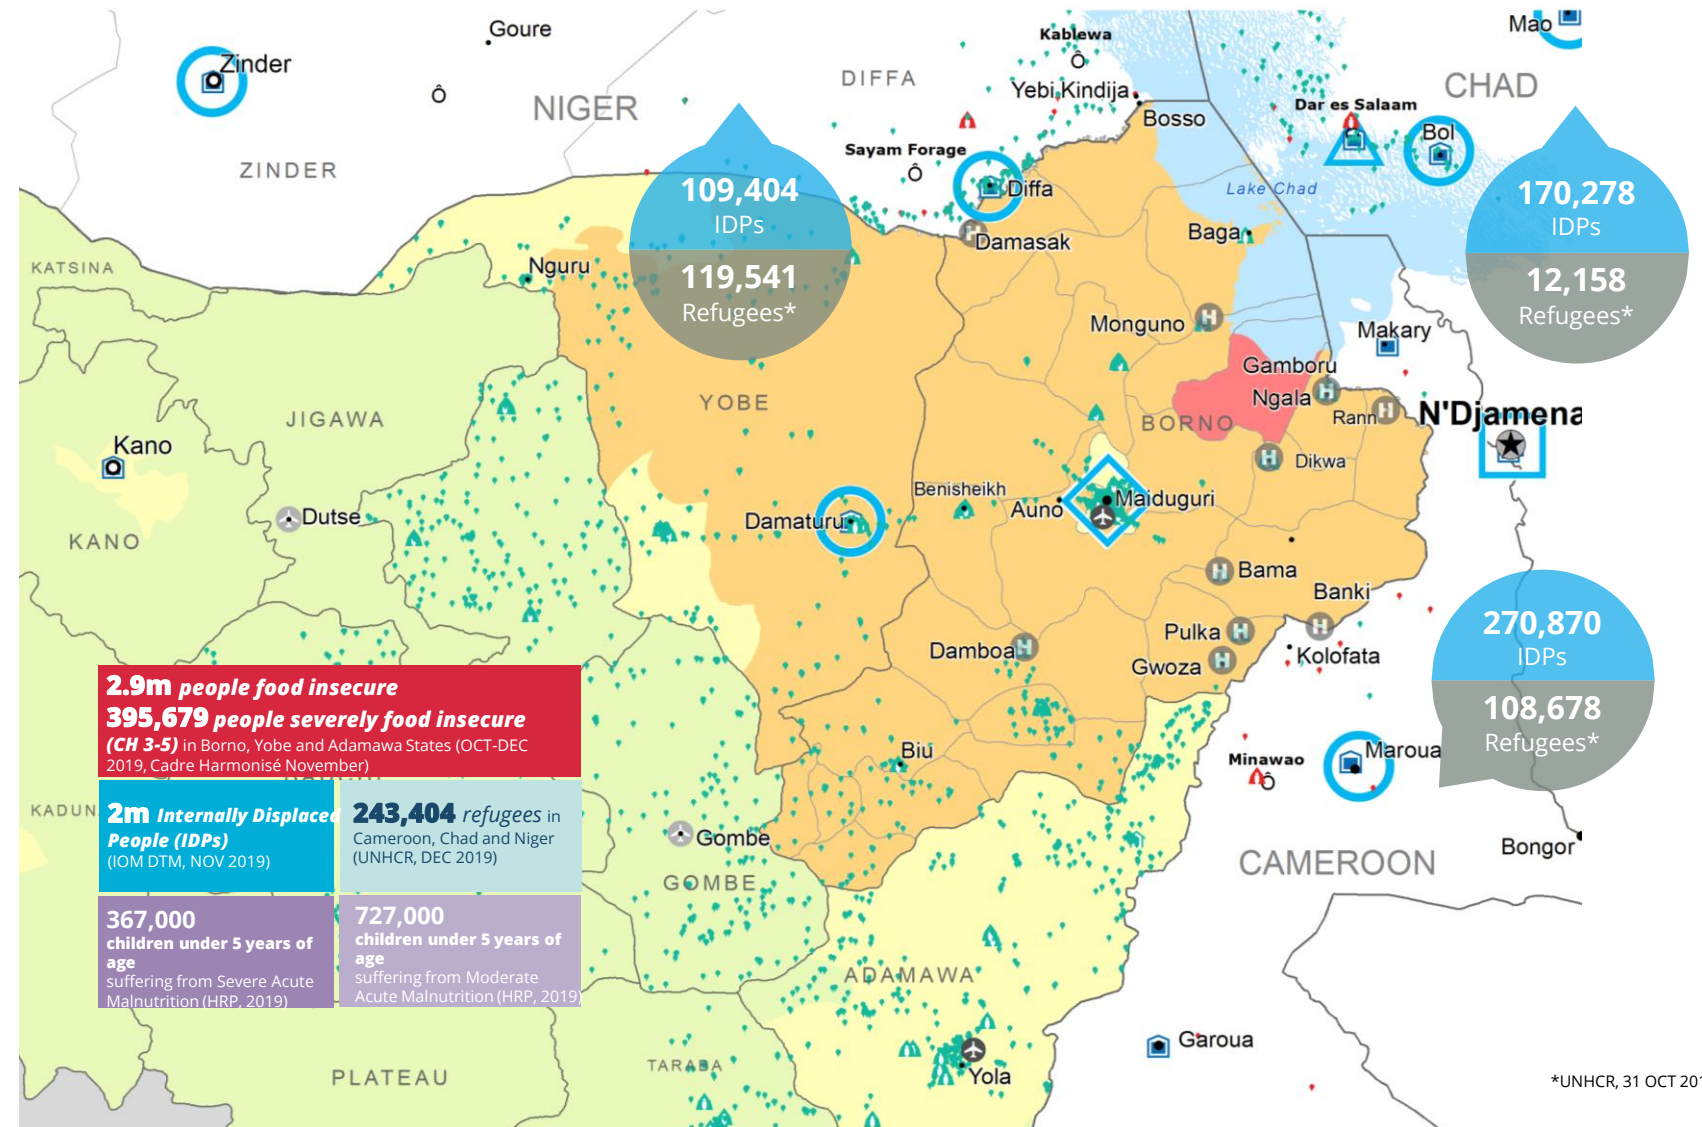 Goure
Mao
Zinder
Kablewa
DIFFA
CHAD
NIGER
Yebi Kindija
Dar es Salaam
Bosso
Bol
Sayam Forage
ZINDER
109,404
IDPs
119,541
Refugees*
Diffa
Lake Chad
170,278
IDPs
12,158
Refugees*
Damasak
Baga
KATSINA
Nguru
Monguno
Makary
Gamboru
Ngala
YOBE
BORNO
Rann
N'Djamena
JIGAWA
Kano
Dikwa
Benisheikh
Auno
Maiduguri
Dutse
Damaturu
KANO
Bama
Banki
270,870
IDPs
108,678
Refugees*
Pulka
Damboa
Gwoza
Kolofata
2.9m people food insecure
395,679 people severely food insecure
(CH 3-5) in Borno, Yobe and Adamawa States (OCT-DEC
2019, Cadre Harmonisé November)
Biu
Maroua
Minawao
KADUN
2m Internally Displaced
People (IDPs)
(IOM DTM, NOV 2019)
243,404 refugees in
Cameroon, Chad and Niger
(UNHCR, DEC 2019)
Gombe
Bongor
CAMEROON
GOMBE
367,000
children under 5 years of
age
suffering from Severe Acute
Malnutrition (HRP, 2019)
727,000
children under 5 years of
age
suffering from Moderate
Acute Malnutrition (HRP, 2019)
ADAMAWA
Garoua
TARABA
PLATEAU
Yola
*UNHCR, 31 OCT 201